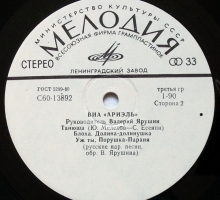 МИНИСТЕРСТВО КУЛЬТУРЫ СССР
МЕЛОДИЯ
ВСЕСОЮЗНАЯ ФИРМА ГРАМПЛАСТИНОК
СТЕРЕО
33
ЛЕНИНГРАДСКИЙ ЗАВОД
ГОСТ 5289-80
С60-13892
третья гр
1-90
Сторона 2
ВИА «АРИЭЛЬ»
Руководитель Валерий Ярушин
Танюша (С. Есенин)
Блоха, Долина-долинушка
Уж ты, Порушка-Параня
(русские нар. песни,
обр. В. Ярушина)